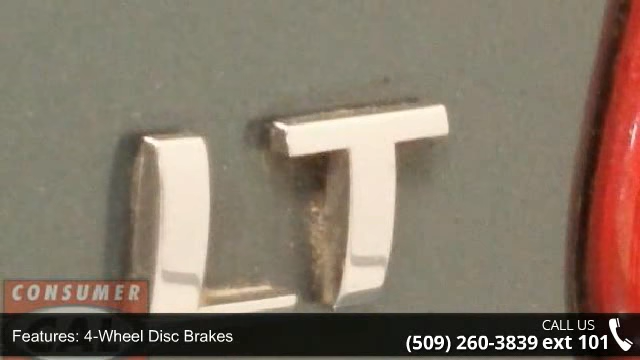 LT
CONSUMER
Features: 4-Wheel Disc Brakes
CALL US
(509) 260-3839 ext 101